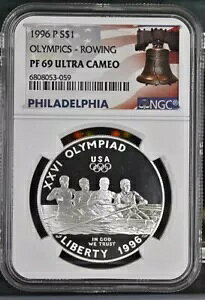 1996 P S$1
OLYMPICS - ROWING
PF 69 ULTRA CAMEO
6808053-059
PHILADELPHIA
NGC
XXVI OLYMPIAD
USA
IN GOD
WE TRUST
LIBERTY 1996